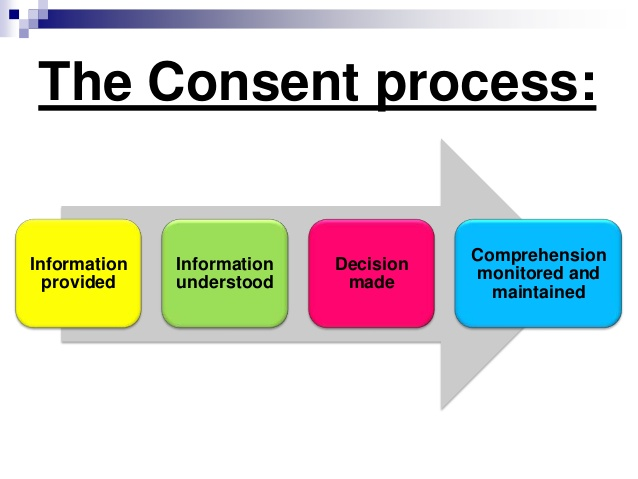 The Consent process:
Information
provided
Information
understood
Decision
made
Comprehension
monitored and
maintained